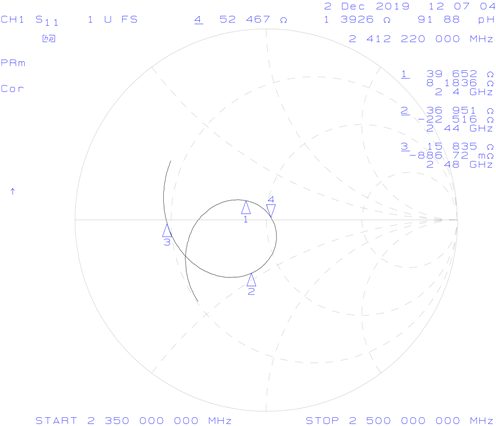 2 Dec 2019 12 07 04
CH1 S11 1 U FS 4 52 467 Ω 1 3926 Ω 91 88 pH
2 412 220 000 MHz
PRm
Cor
↑
1 39 652 Ω
8 1836 Ω
2 4 GHz
2 36 951 Ω
-22 516 Ω
2 44 GHz
3 15 835 Ω
-886 72 mΩ
2 48 GHz
4
1
3
2
START 2 350 000 000 MHz STOP 2 500 000 000 MHz